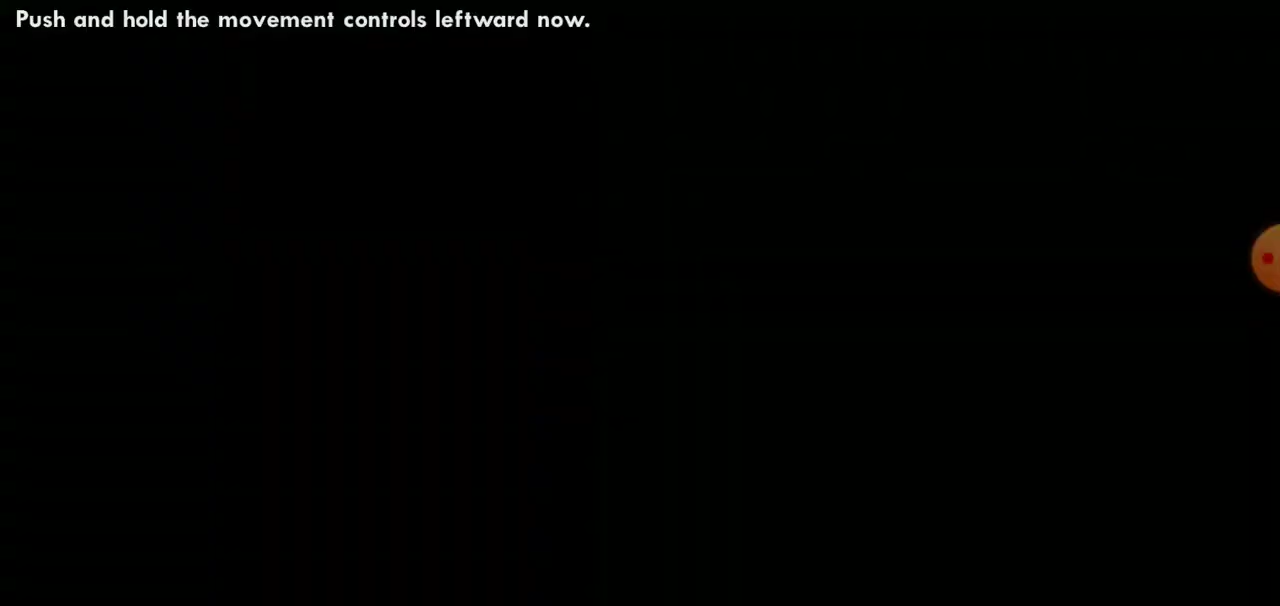 Push and hold the movement controls leftward now.